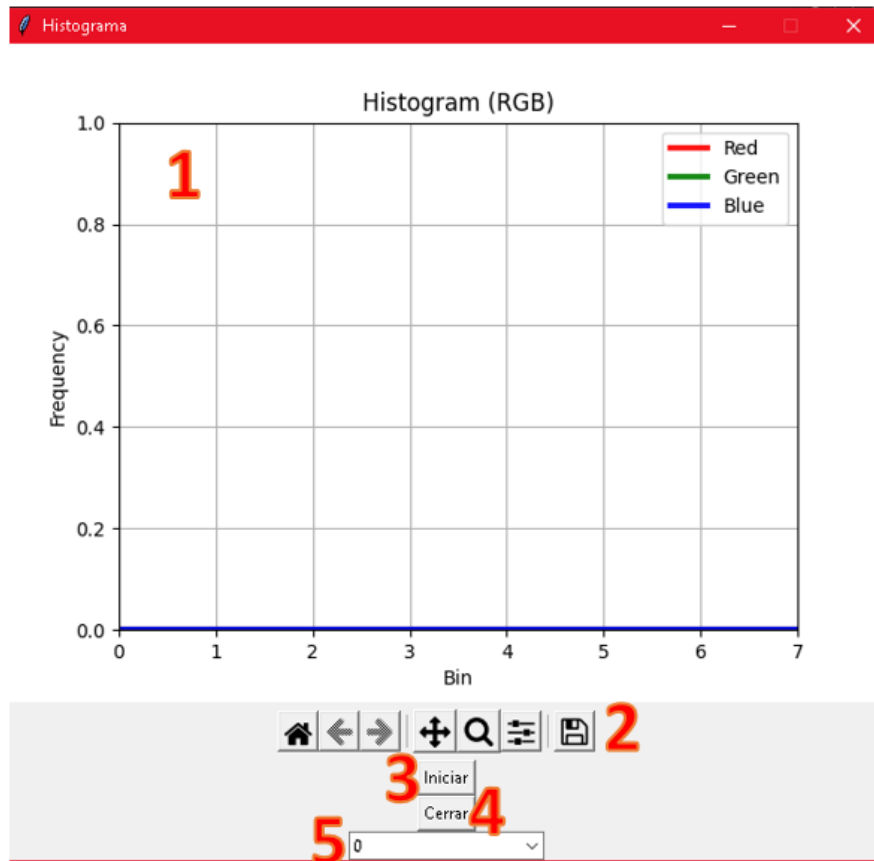 Histograma
Histogram (RGB)
1.0
1
Red
Green
Blue
0.8
0.6
Frequency
0.4
0.2
0.0
0 1 2 3 4 5 6 7
Bin
2
3 Iniciar
Cerrar 4
5 0